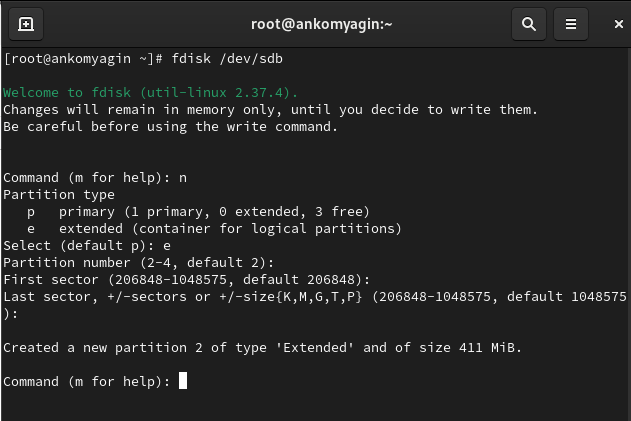 root@ankomyagin:~
[root@ankomyagin ~]# fdisk /dev/sdb
Welcome to fdisk (util-linux 2.37.4).
Changes will remain in memory only, until you decide to write them.
Be careful before using the write command.
Command (m for help): n
Partition type
   p   primary (1 primary, 0 extended, 3 free)
   e   extended (container for logical partitions)
Select (default p): e
Partition number (2-4, default 2):
First sector (206848-1048575, default 206848):
Last sector, +/-sectors or +/-size{K,M,G,T,P} (206848-1048575, default 1048575
):
Created a new partition 2 of type 'Extended' and of size 411 MiB.
Command (m for help):